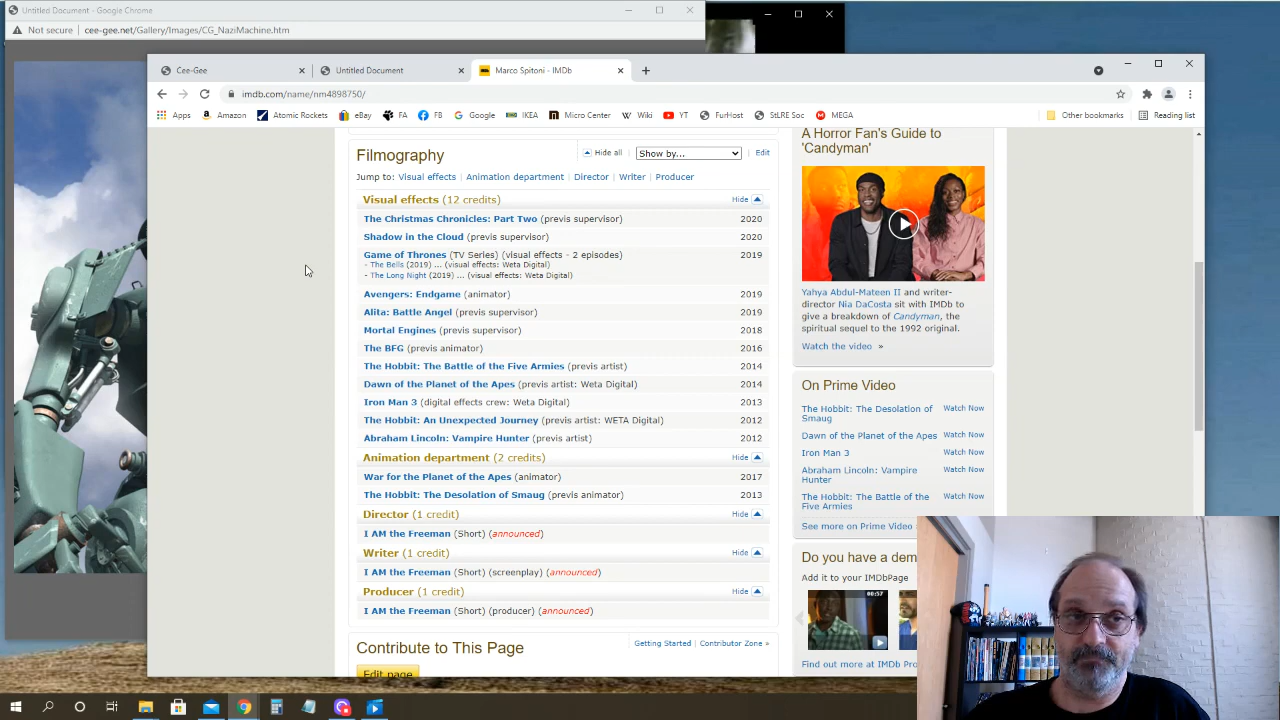 Untitled Document - Google Chrome
Not secure cee-gee.net/Gallery/Images/CG_NaziMachine.htm
Cee-Gee
Untitled Document
Marco Spitoni - IMDb
imdb.com/name/nm4898750/
Apps
Amazon
Atomic Rockets
eBay
FA
FB
Google
IKEA
Micro Center
Wiki
YT
FurHost
StLRE Soc
MEGA
Other bookmarks
Reading list
Filmography
Hide all
Show by...
Edit
Jump to: Visual effects | Animation department | Director | Writer | Producer
Visual effects (12 credits) Hide
The Christmas Chronicles: Part Two (previs supervisor) 2020
Shadow in the Cloud (previs supervisor) 2020
Game of Thrones (TV Series) (visual effects - 2 episodes) 2019
- The Bells (2019) ... (visual effects: Weta Digital)
- The Long Night (2019) ... (visual effects: Weta Digital)
Avengers: Endgame (animator) 2019
Alita: Battle Angel (previs supervisor) 2019
Mortal Engines (previs supervisor) 2018
The BFG (previs animator) 2016
The Hobbit: The Battle of the Five Armies (previs artist) 2014
Dawn of the Planet of the Apes (previs artist: Weta Digital) 2014
Iron Man 3 (digital effects crew: Weta Digital) 2013
The Hobbit: An Unexpected Journey (previs artist: WETA Digital) 2012
Abraham Lincoln: Vampire Hunter (previs artist) 2012
Animation department (2 credits) Hide
War for the Planet of the Apes (animator) 2017
The Hobbit: The Desolation of Smaug (previs animator) 2013
Director (1 credit) Hide
I AM the Freeman (Short) (announced)
Writer (1 credit) Hide
I AM the Freeman (Short) (screenplay) (announced)
Producer (1 credit) Hide
I AM the Freeman (Short) (producer) (announced)
Contribute to This Page
Getting Started | Contributor Zone »
Edit page
A Horror Fan's Guide to
'Candyman'
Yahya Abdul-Mateen II and writer-
director Nia DaCosta sit with IMDb to
give a breakdown of Candyman, the
spiritual sequel to the 1992 original.
Watch the video »
On Prime Video
The Hobbit: The Desolation of Watch Now
Smaug
Dawn of the Planet of the Apes Watch Now
Iron Man 3 Watch Now
Abraham Lincoln: Vampire Watch Now
Hunter
The Hobbit: The Battle of the Watch Now
Five Armies
See more on Prime Video
Do you have a dem
Add it to your IMDbPage
00:57
Find out more at IMDb Pro